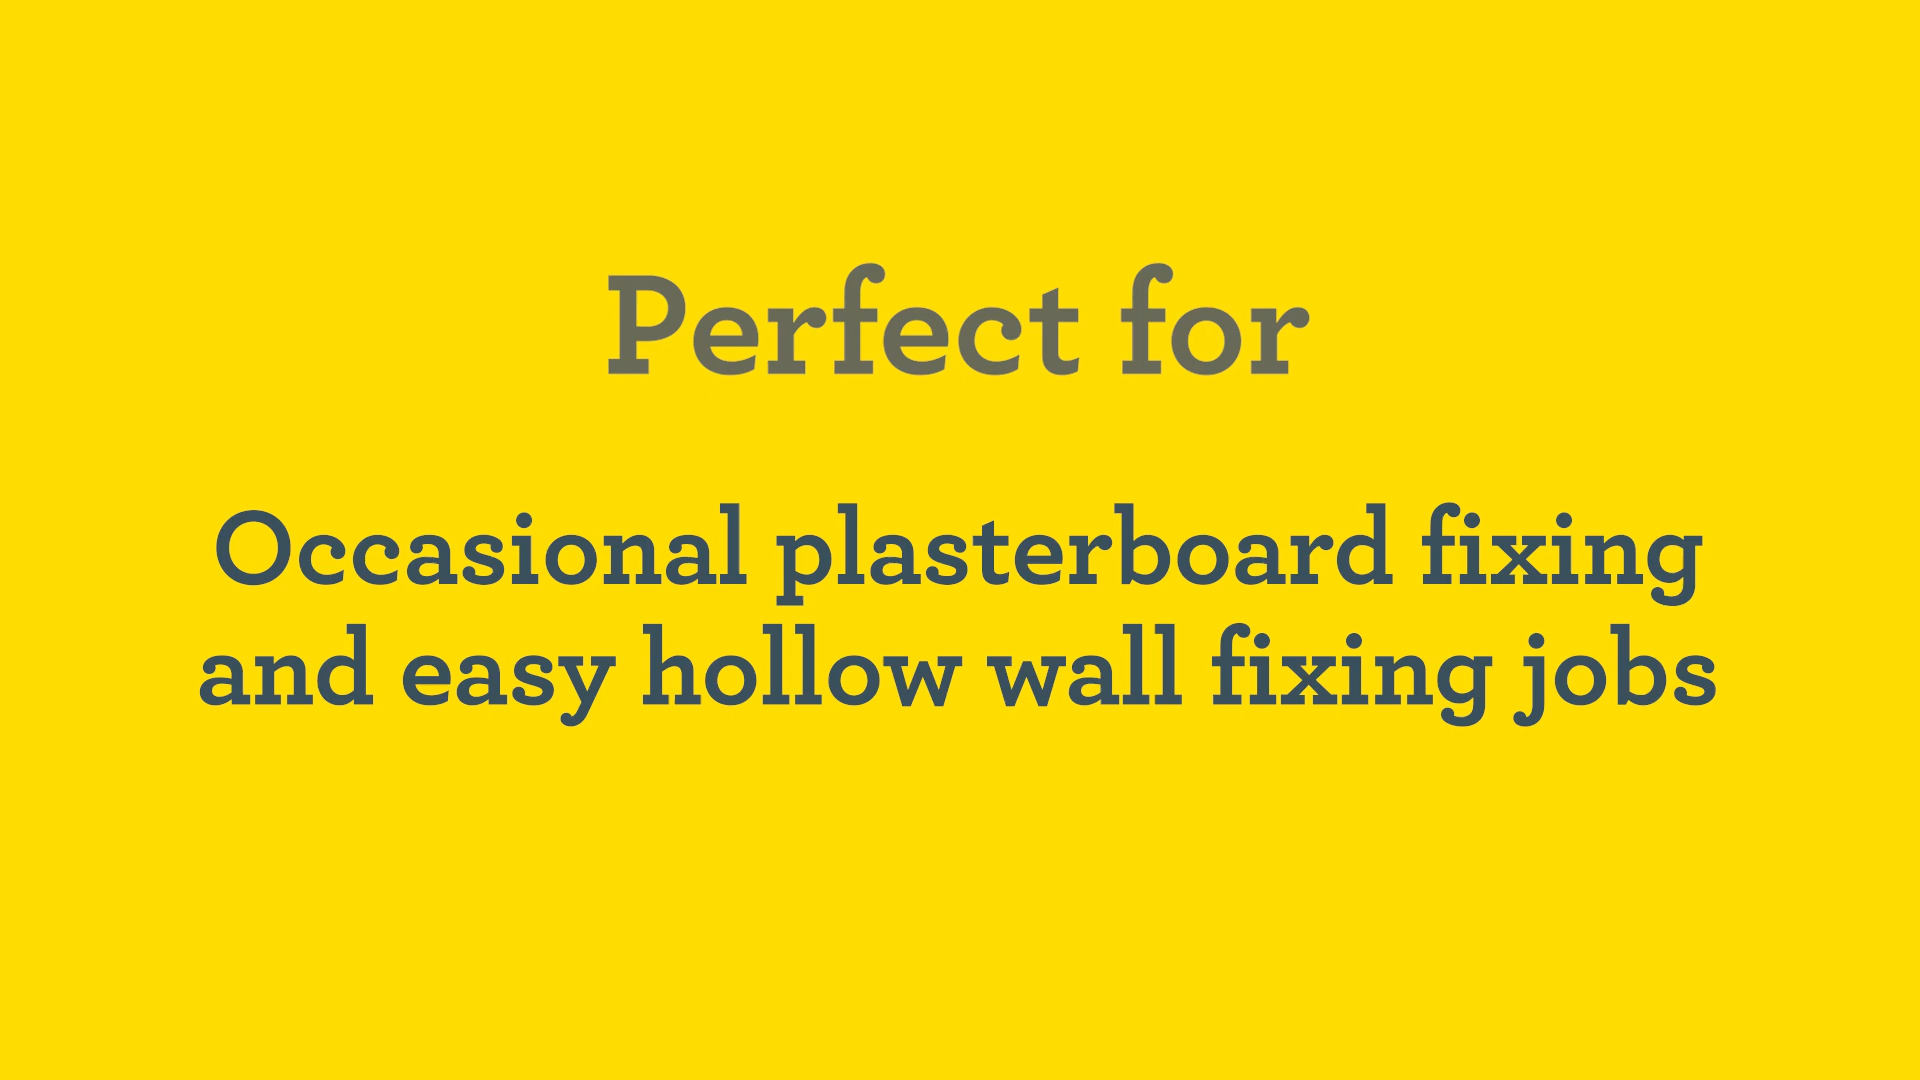 Perfect for
Occasional plasterboard fixing
and easy hollow wall fixing jobs